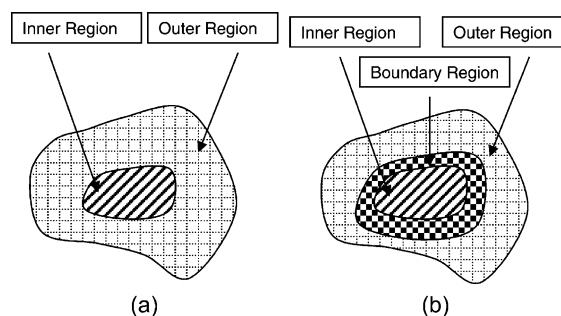 Inner Region
Outer Region
Inner Region
Outer Region
Boundary Region
(a)
(b)